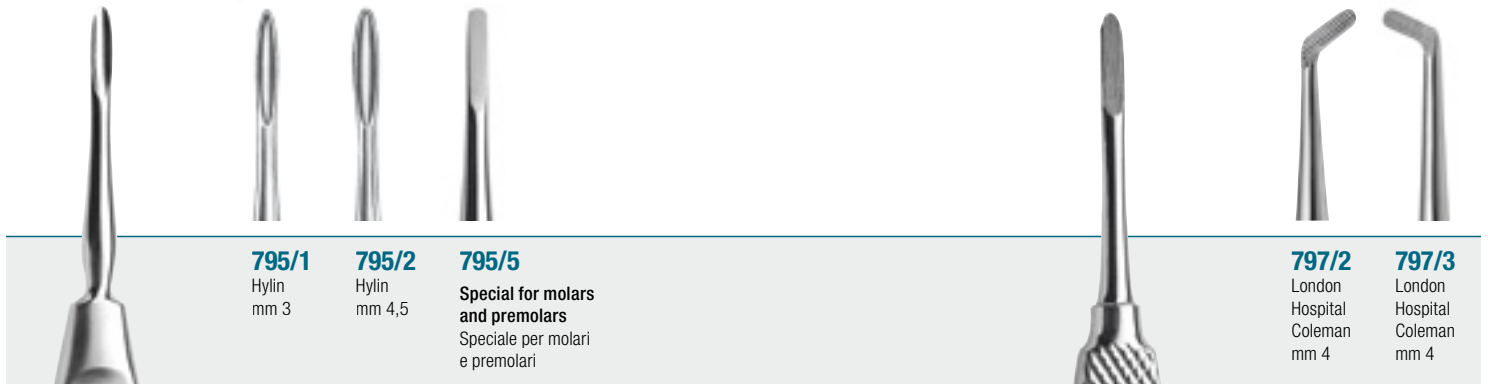 795/1
Hylin
mm 3
795/2
Hylin
mm 4,5
795/5
Special for molars
and premolars
Speciale per molari
e premolari
797/2
London
Hospital
Coleman
mm 4
797/3
London
Hospital
Coleman
mm 4